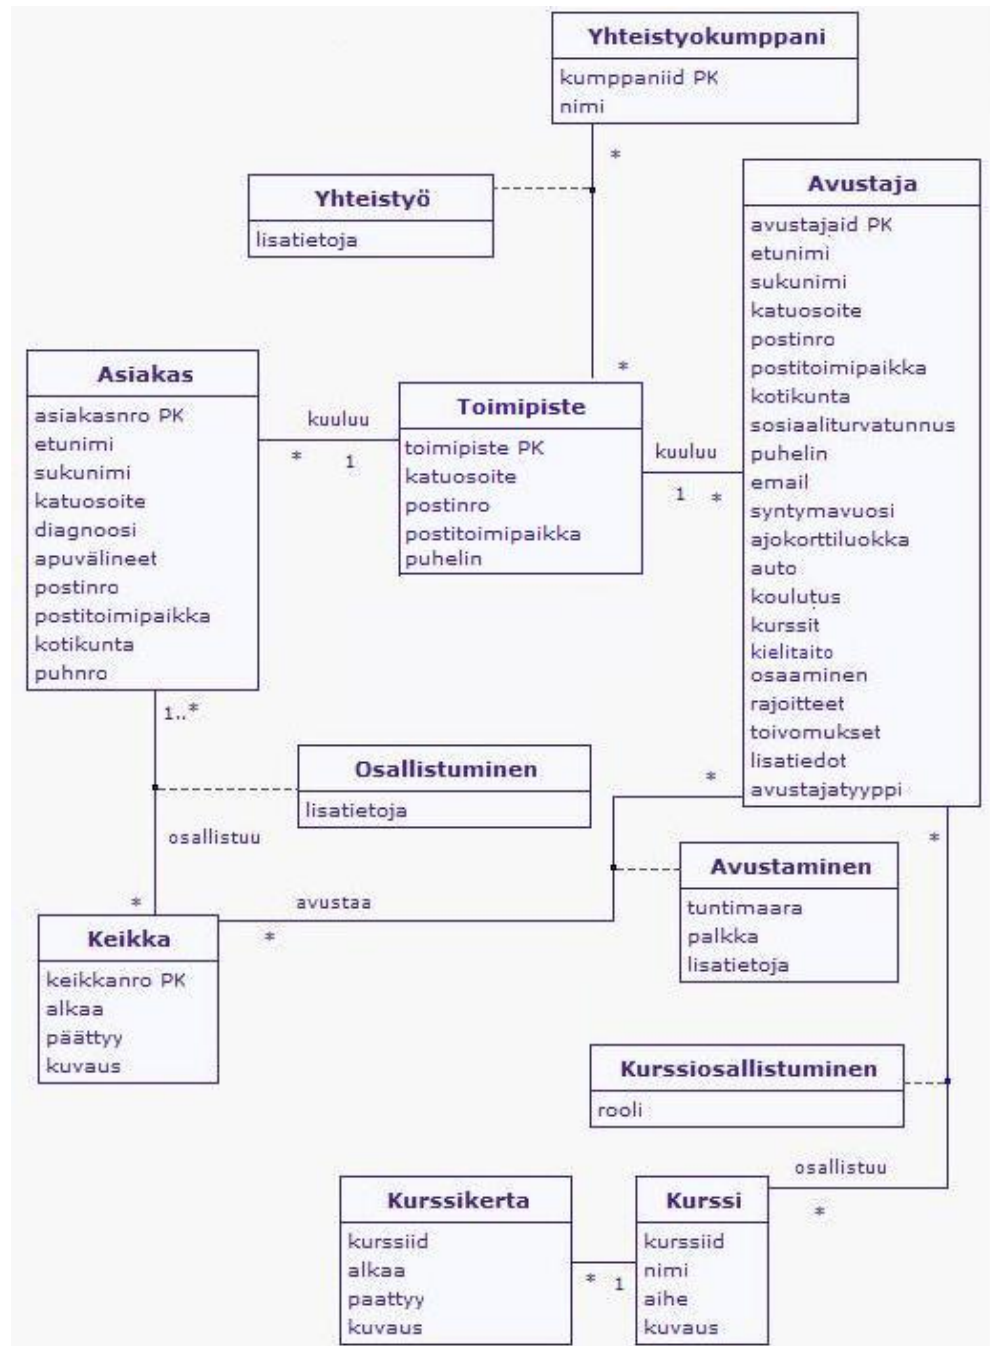 Yhteistyokumppani
kumppaniid PK
nimi
*
Yhteistyö
lisatietoja
*
Avustaja
avustajaid PK
etunimi
sukunimi
katuosoite
postinro
postitoimipaikka
kotikunta
sosiaaliturvatunnus
puhelin
email
syntymavuosi
ajokorttiluokka
auto
koulutus
kurssit
kielitaito
osaaminen
rajoitteet
toivomukset
lisatiedot
avustajatyyppi
Asiakas
asiakasnro PK
etunimi
sukunimi
katuosoite
diagnoosi
apuvälineet
postinro
postitoimipaikka
kotikunta
puhnro
kuuluu
* 1
Toimipiste
toimipiste PK
katuosoite
postinro
postitoimipaikka
puhelin
kuuluu
1 *
1..*
Osallistuminen
lisatietoja
osallistuu
*
Keikka
keikkanro PK
alkaa
päättyy
kuvaus
avustaa
*
*
Avustaminen
tuntimaara
palkka
lisatietoja
*
Kurssiosallistuminen
rooli
osallistuu
*
Kurssikerta
kurssiid
alkaa
paattyy
kuvaus
* 1
Kurssi
kurssiid
nimi
aihe
kuvaus